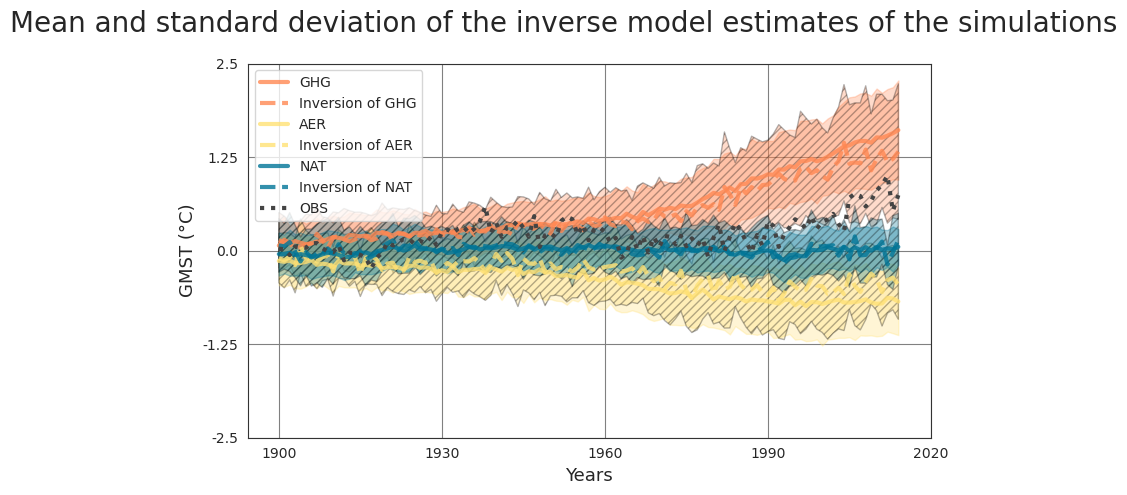 Mean and standard deviation of the inverse model estimates of the simulations
2.5
1.25
0.0
-1.25
-2.5
GMST (°C)
GHG
Inversion of GHG
AER
Inversion of AER
NAT
Inversion of NAT
OBS
1900
1930
1960
1990
2020
Years